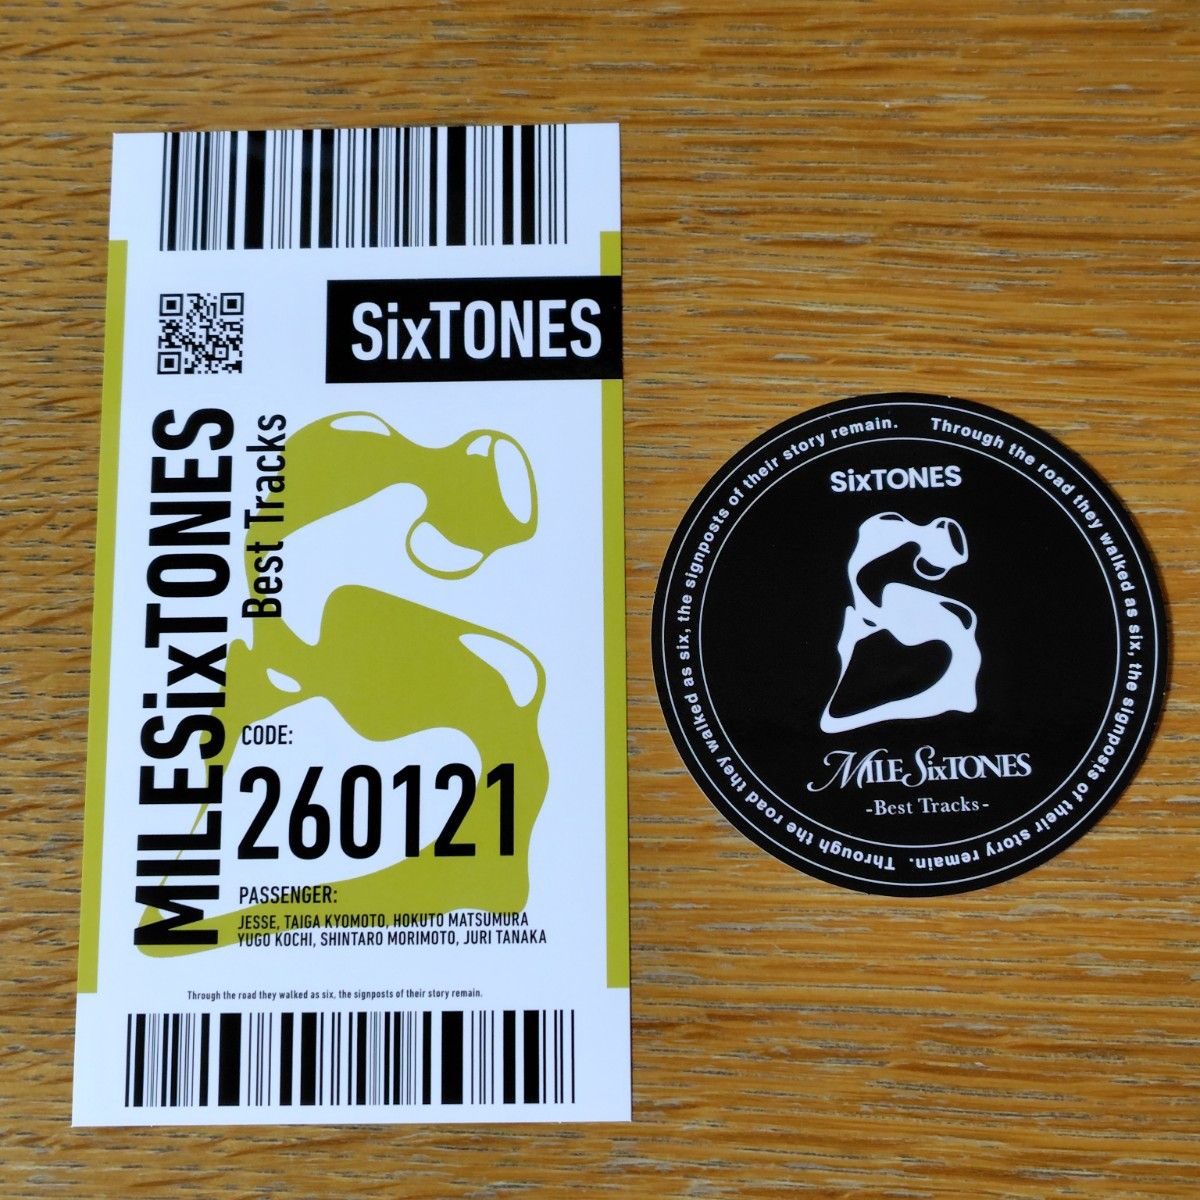 SixTONES
MILESixTONES
Best Tracks
CODE:
260121
PASSENGER:
JESSE, TAIGA KYOMOTO, HOKUTO MATSUMURA
YUGO KOCHI, SHINTARO MORIMOTO, JURI TANAKA
Through the road they walked as six, the signposts of their story remain.
Through the road they walked as six, the signposts of their story remain.
Through the road they walked as six, the signposts of their story remain.
SixTONES
MILESixTONES
-Best Tracks-